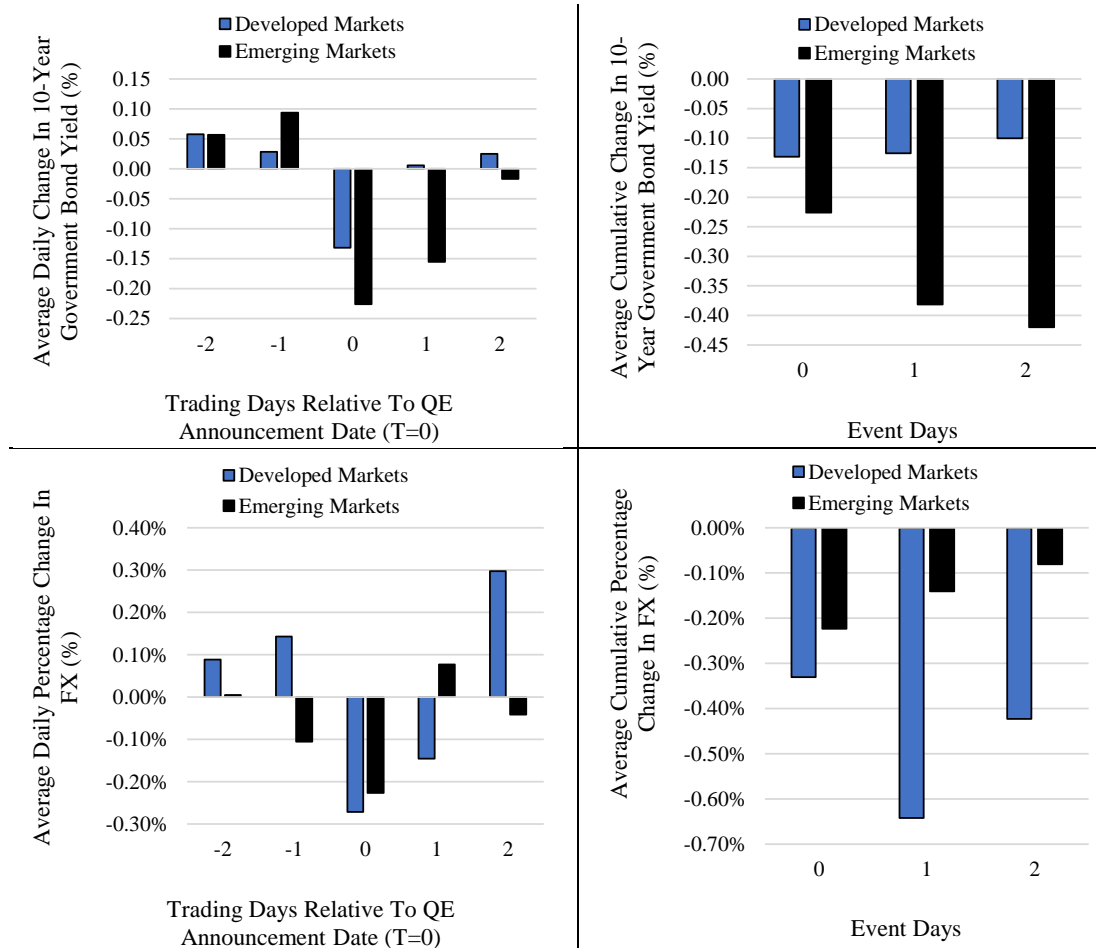 Developed Markets
Emerging Markets
Average Daily Change In 10-Year
Government Bond Yield (%)
0.15
0.10
0.05
0.00
-0.05
-0.10
-0.15
-0.20
-0.25
-2 -1 0 1 2
Trading Days Relative To QE
Announcement Date (T=0)
Developed Markets
Emerging Markets
Average Cumulative Change In 10-
Year Government Bond Yield (%)
0.00
-0.05
-0.10
-0.15
-0.20
-0.25
-0.30
-0.35
-0.40
-0.45
0 1 2
Event Days
Developed Markets
Emerging Markets
Average Daily Percentage Change In
FX (%)
0.40%
0.30%
0.20%
0.10%
0.00%
-0.10%
-0.20%
-0.30%
-2 -1 0 1 2
Trading Days Relative To QE
Announcement Date (T=0)
Developed Markets
Emerging Markets
Average Cumulative Percentage
Change In FX (%)
0.00%
-0.10%
-0.20%
-0.30%
-0.40%
-0.50%
-0.60%
-0.70%
0 1 2
Event Days